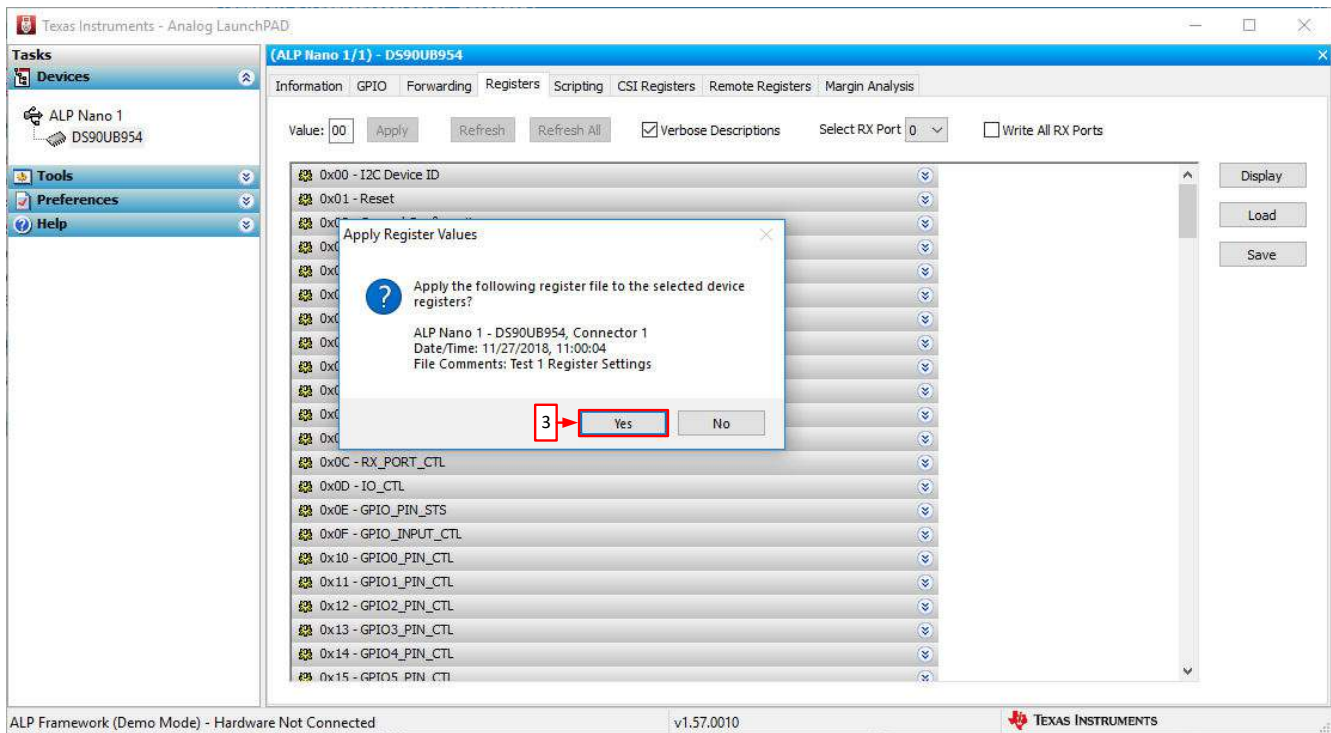 Texas Instruments - Analog LaunchPAD
Tasks
Devices
ALP Nano 1
DS90UB954
Tools
Preferences
Help
(ALP Nano 1/1) - DS90UB954
Information GPIO Forwarding Registers Scripting CSI Registers Remote Registers Margin Analysis
Value: 00 Apply Refresh Refresh All Verbose Descriptions Select RX Port 0 Write All RX Ports
0x00 - I2C Device ID
0x01 - Reset
Apply Register Values
Apply the following register file to the selected device
registers?
ALP Nano 1 - DS90UB954, Connector 1
Date/Time: 11/27/2018, 11:00:04
File Comments: Test 1 Register Settings
3
Yes No
0x0C - RX_PORT_CTL
0x0D - IO_CTL
0x0E - GPIO_PIN_STS
0x0F - GPIO_INPUT_CTL
0x10 - GPIO0_PIN_CTL
0x11 - GPIO1_PIN_CTL
0x12 - GPIO2_PIN_CTL
0x13 - GPIO3_PIN_CTL
0x14 - GPIO4_PIN_CTL
0x15 - GPIO5_PIN_CTL
Display
Load
Save
ALP Framework (Demo Mode) - Hardware Not Connected v1.57.0010 TEXAS INSTRUMENTS